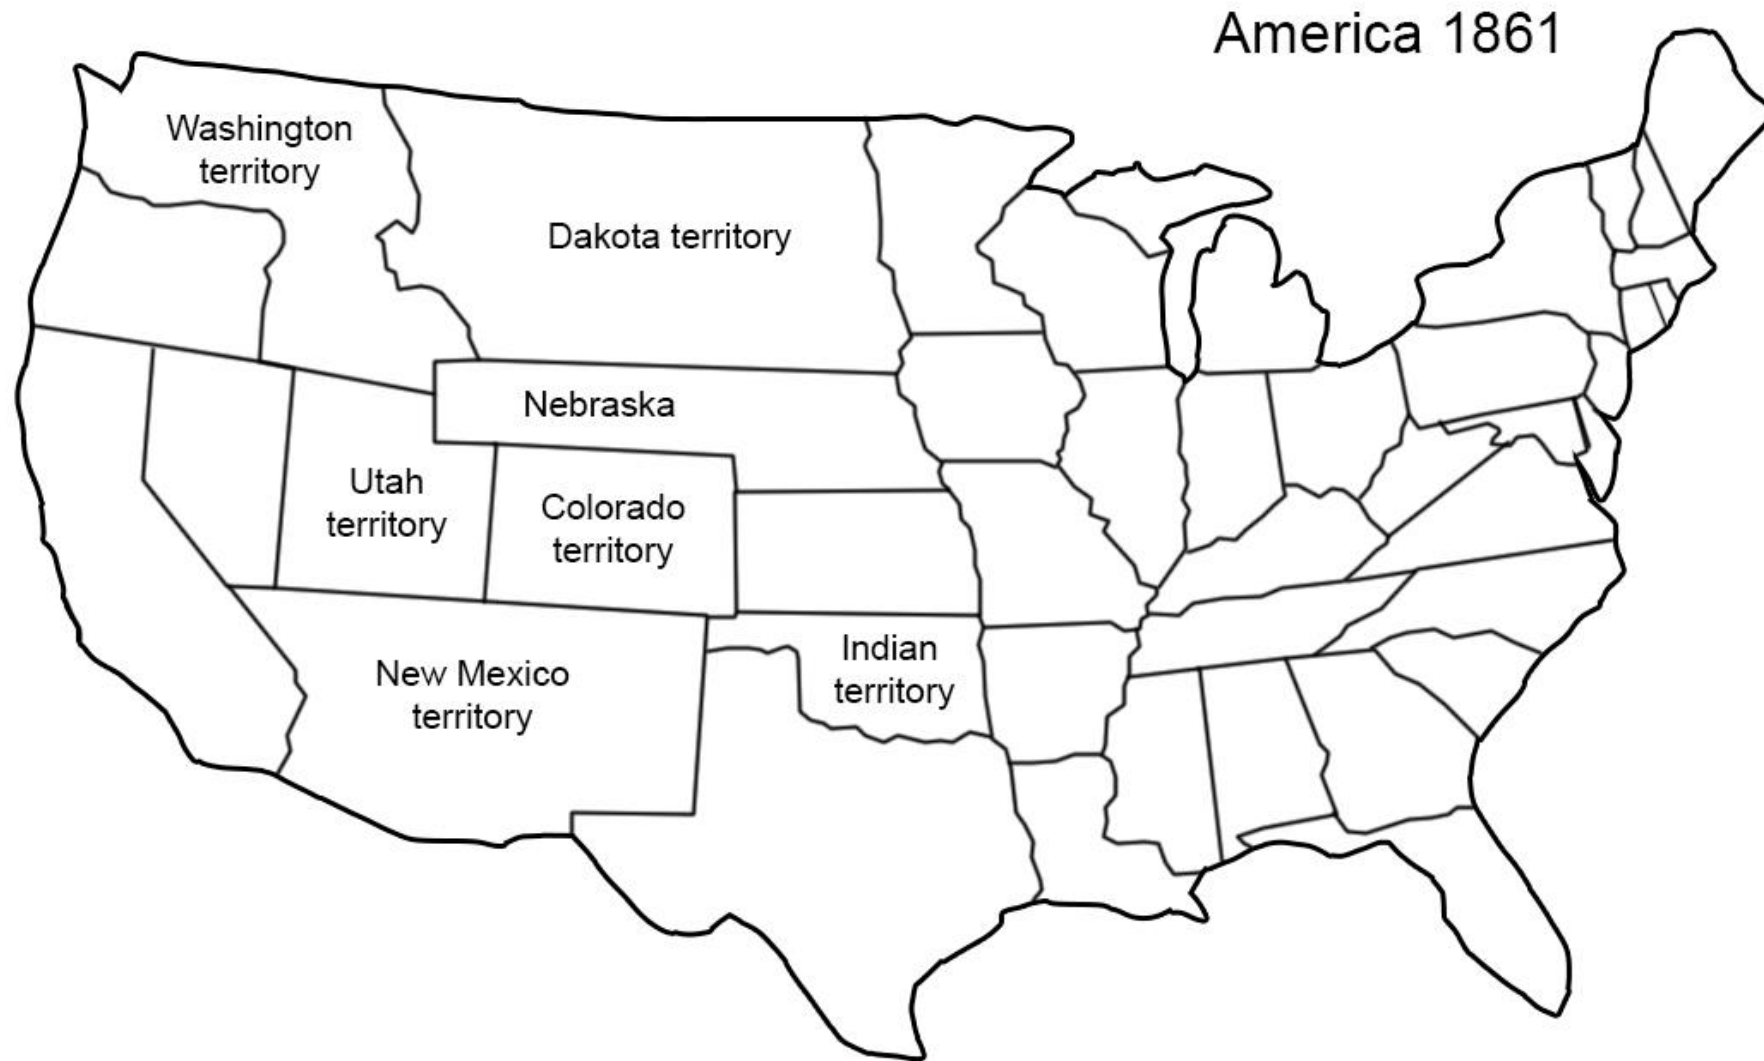 America 1861
Washington
territory
Dakota territory
Nebraska
Utah
territory
Colorado
territory
Indian
territory
New Mexico
territory